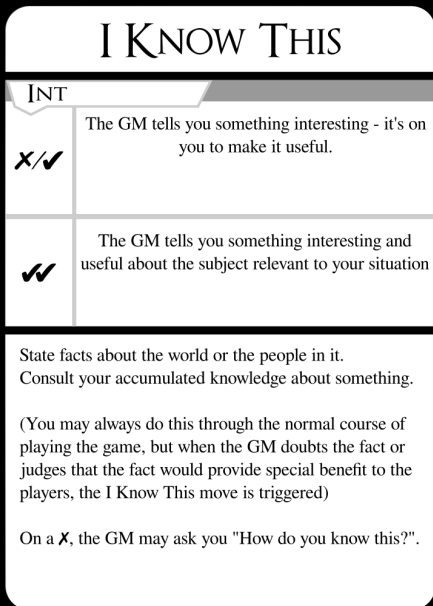 I KNOW THIS
INT
✗/✔
The GM tells you something interesting - it's on
you to make it useful.
✔✔
The GM tells you something interesting and
useful about the subject relevant to your situation
State facts about the world or the people in it.
Consult your accumulated knowledge about something.
(You may always do this through the normal course of
playing the game, but when the GM doubts the fact or
judges that the fact would provide special benefit to the
players, the I Know This move is triggered)
On a ✗, the GM may ask you "How do you know this?".